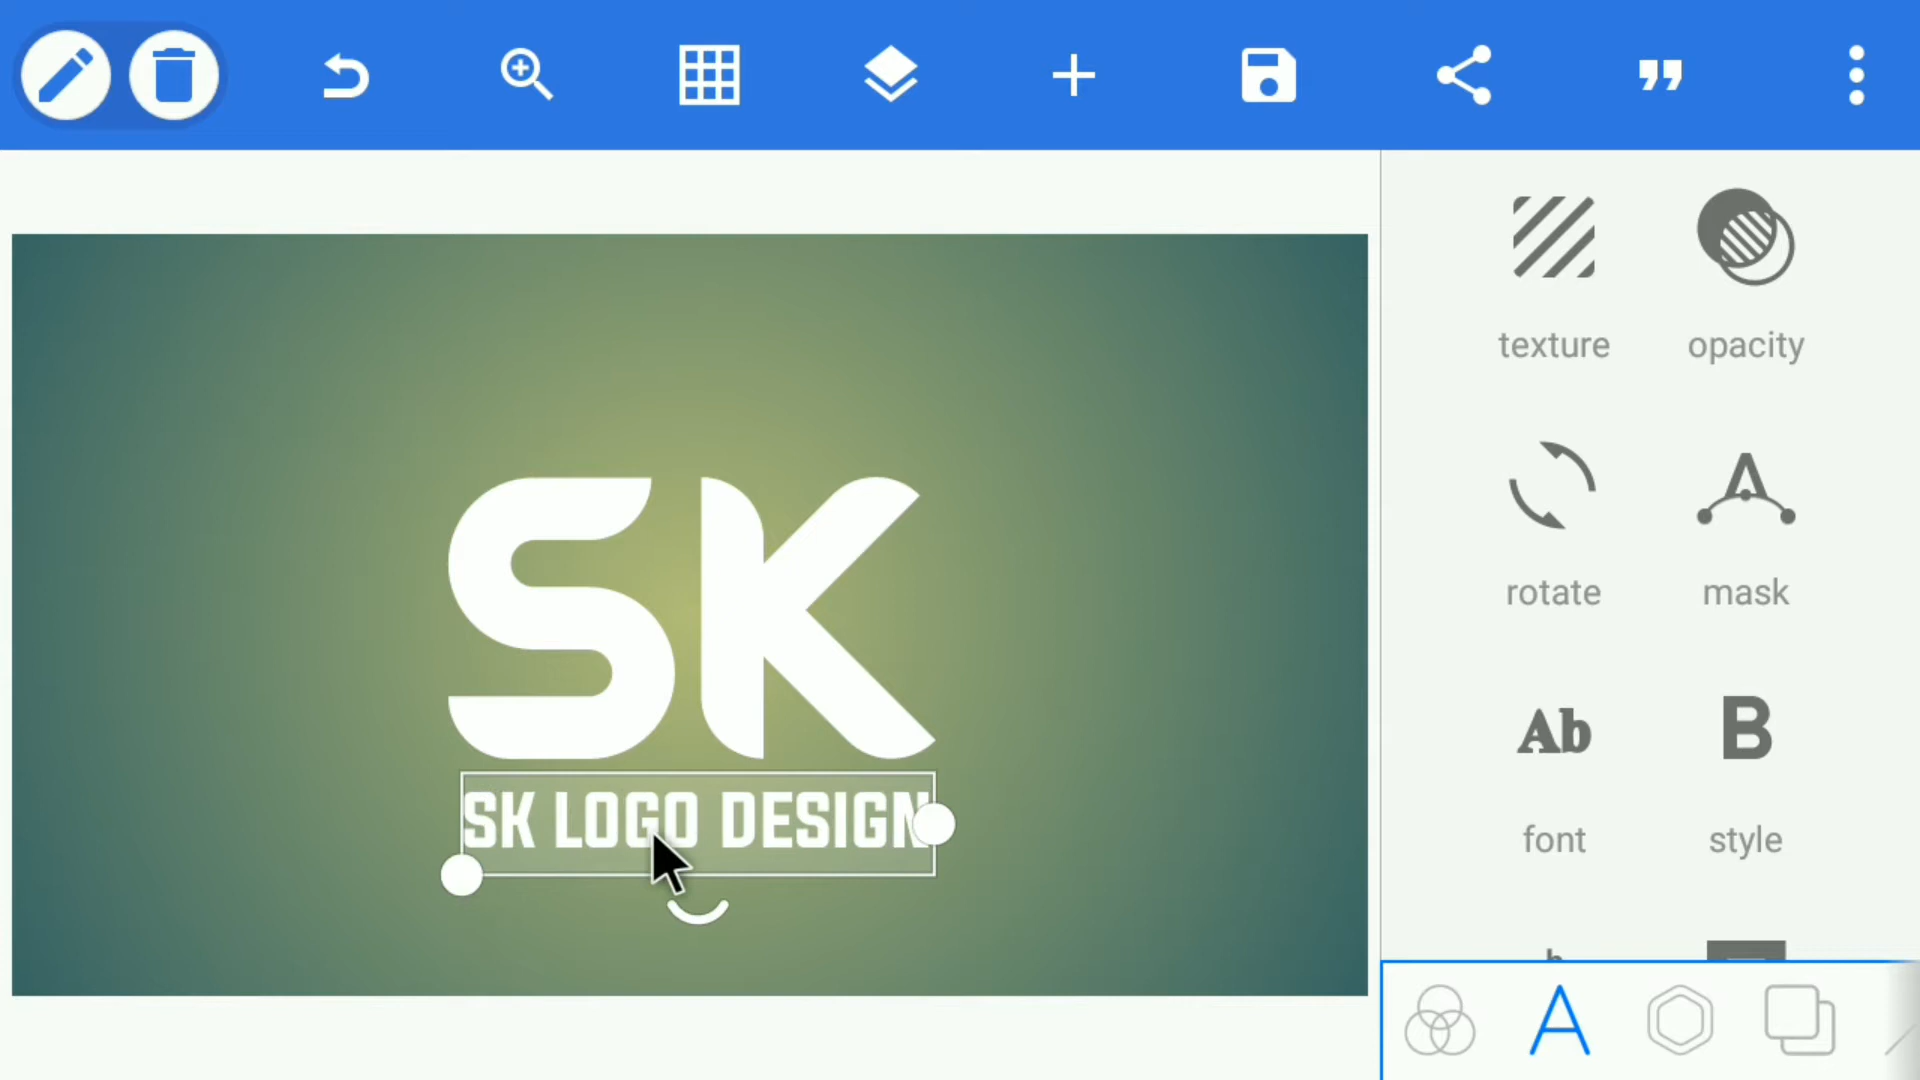 texture opacity
SK
rotate mask
SK LOGO DESIGN
Ab B
font style